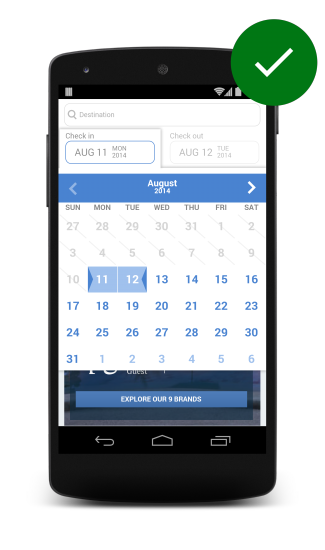 Destination
Check in
Check out
AUG 11 MON 2014
AUG 12 TUE 2014
August
2014
SUN MON TUE WED THU FRI SAT
27 28 29 30 31 1 2
3 4 5 6 7 8 9
10 11 12 13 14 15 16
17 18 19 20 21 22 23
24 25 26 27 28 29 30
31 1 2 3 4 5 6
Guest
EXPLORE OUR 9 BRANDS